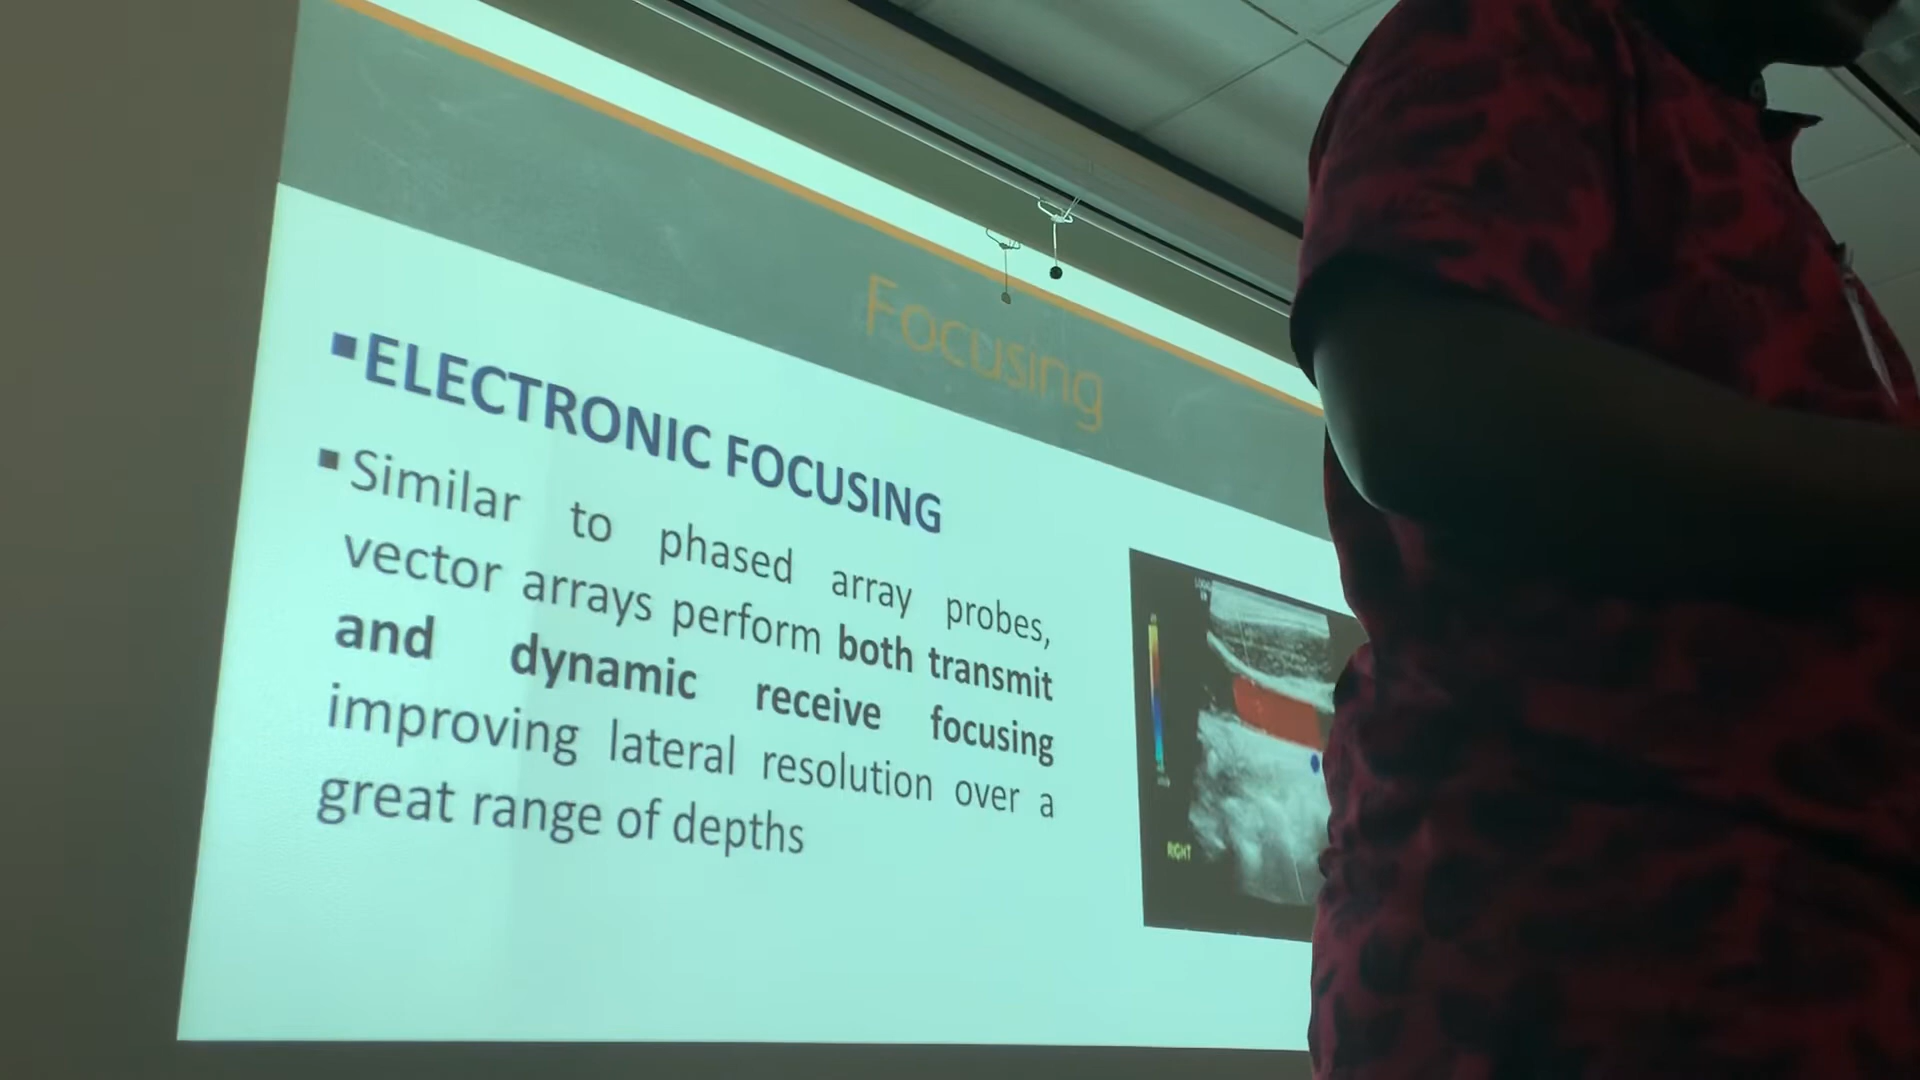 Focusing
▪ELECTRONIC FOCUSING
▪Similar to phased array probes,
vector arrays perform both transmit
and dynamic receive focusing
improving lateral resolution over a
great range of depths
RIGHT